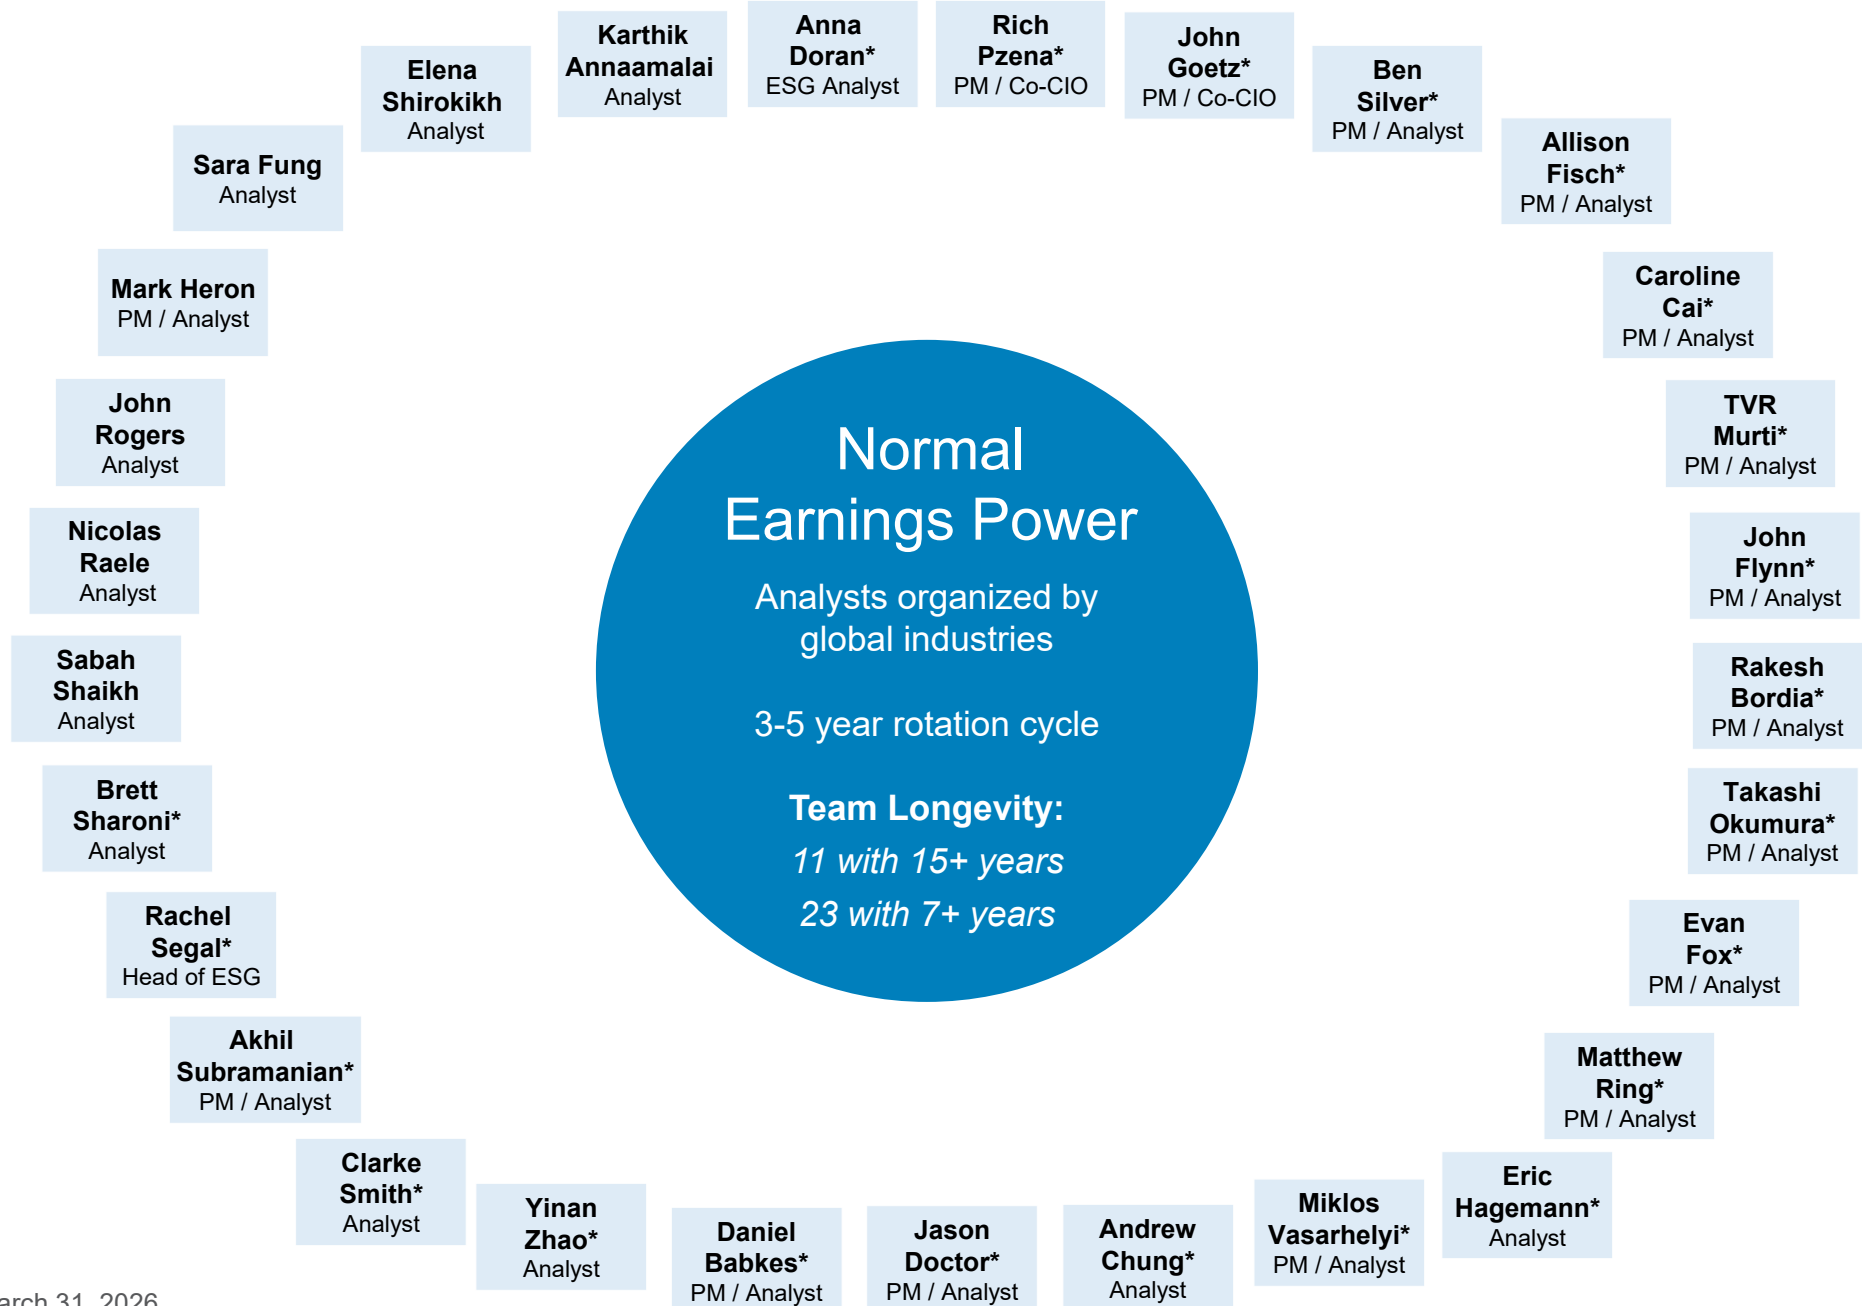 Anna
Doran*
ESG Analyst
Rich
Pzena*
PM / Co-CIO
John
Goetz*
PM / Co-CIO
Ben
Silver*
PM / Analyst
Allison
Fisch*
PM / Analyst
Caroline
Cai*
PM / Analyst
TVR
Murti*
PM / Analyst
John
Flynn*
PM / Analyst
Rakesh
Bordia*
PM / Analyst
Takashi
Okumura*
PM / Analyst
Evan
Fox*
PM / Analyst
Matthew
Ring*
PM / Analyst
Eric
Hagemann*
Analyst
Miklos
Vasarhelyi*
PM / Analyst
Andrew
Chung*
Analyst
Jason
Doctor*
PM / Analyst
Daniel
Babkes*
PM / Analyst
Yinan
Zhao*
Analyst
Clarke
Smith*
Analyst
Akhil
Subramanian*
PM / Analyst
Rachel
Segal*
Head of ESG
Brett
Sharoni*
Analyst
Sabah
Shaikh
Analyst
Nicolas
Raele
Analyst
John
Rogers
Analyst
Mark Heron
PM / Analyst
Sara Fung
Analyst
Elena
Shirokikh
Analyst
Karthik
Annaamalai
Analyst
Normal
Earnings Power
Analysts organized by
global industries
3-5 year rotation cycle
Team Longevity:
11 with 15+ years
23 with 7+ years
31, 2026